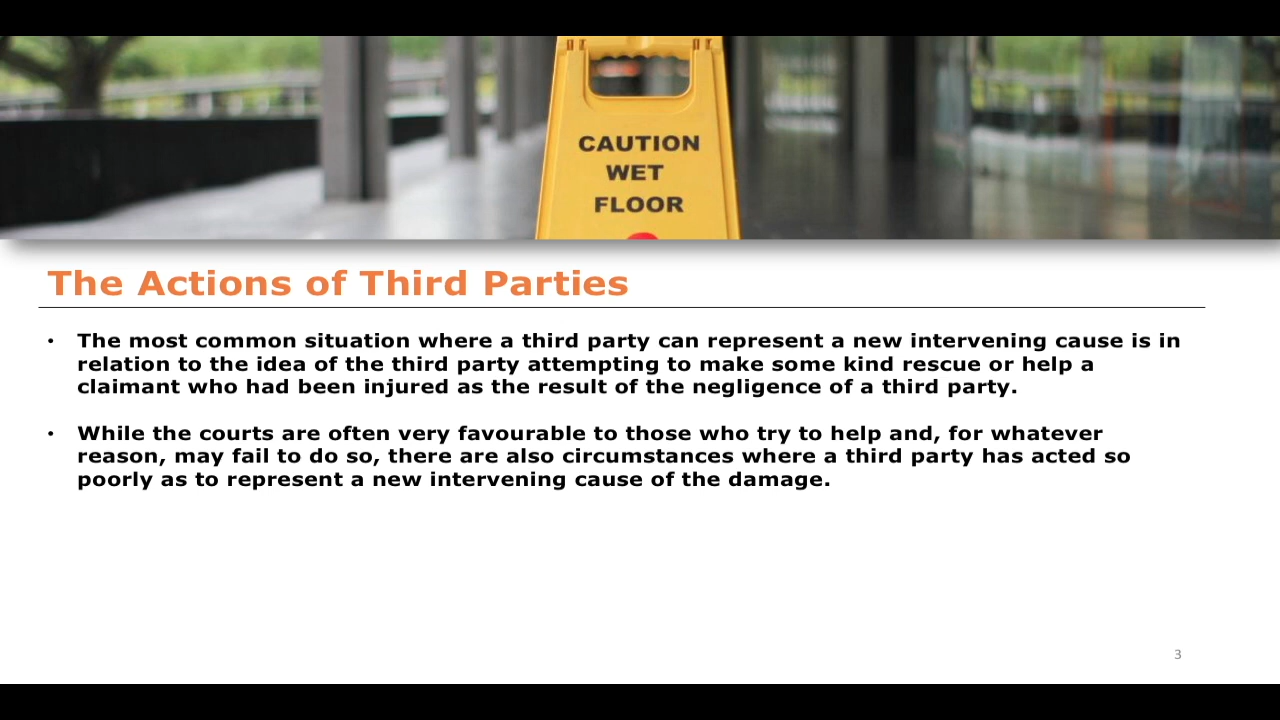 CAUTION
WET
FLOOR
The Actions of Third Parties
• The most common situation where a third party can represent a new intervening cause is in
relation to the idea of the third party attempting to make some kind rescue or help a
claimant who had been injured as the result of the negligence of a third party.
• While the courts are often very favourable to those who try to help and, for whatever
reason, may fail to do so, there are also circumstances where a third party has acted so
poorly as to represent a new intervening cause of the damage.
3